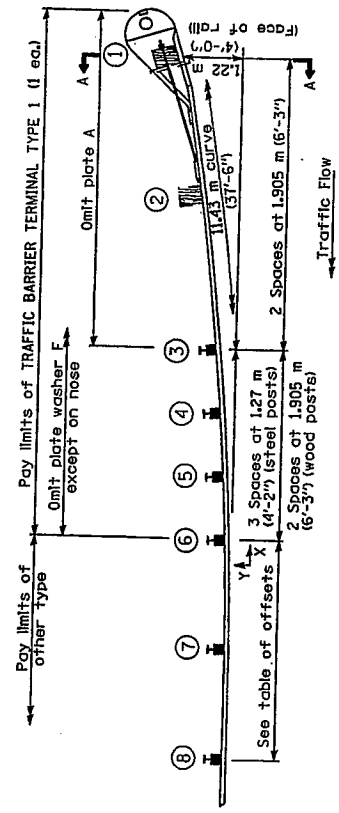 Pay limits of TRAFFIC BARRIER TERMINAL TYPE 1 (1 ea.)
Pay limits of
other type
Omit plate A
Omit plate washer F
except on nose
A
A
1
2
3
4
5
6
7
8
1.22 m
(4'-0")
(Face of rail)
11.43 m curve
(37'-6")
2 Spaces at 1.905 m (6'-3")
3 Spaces at 1.27 m
(4'-2") (steel posts)
2 Spaces at 1.905 m
(6'-3") (wood posts)
Y
X
See table of offsets
Traffic Flow